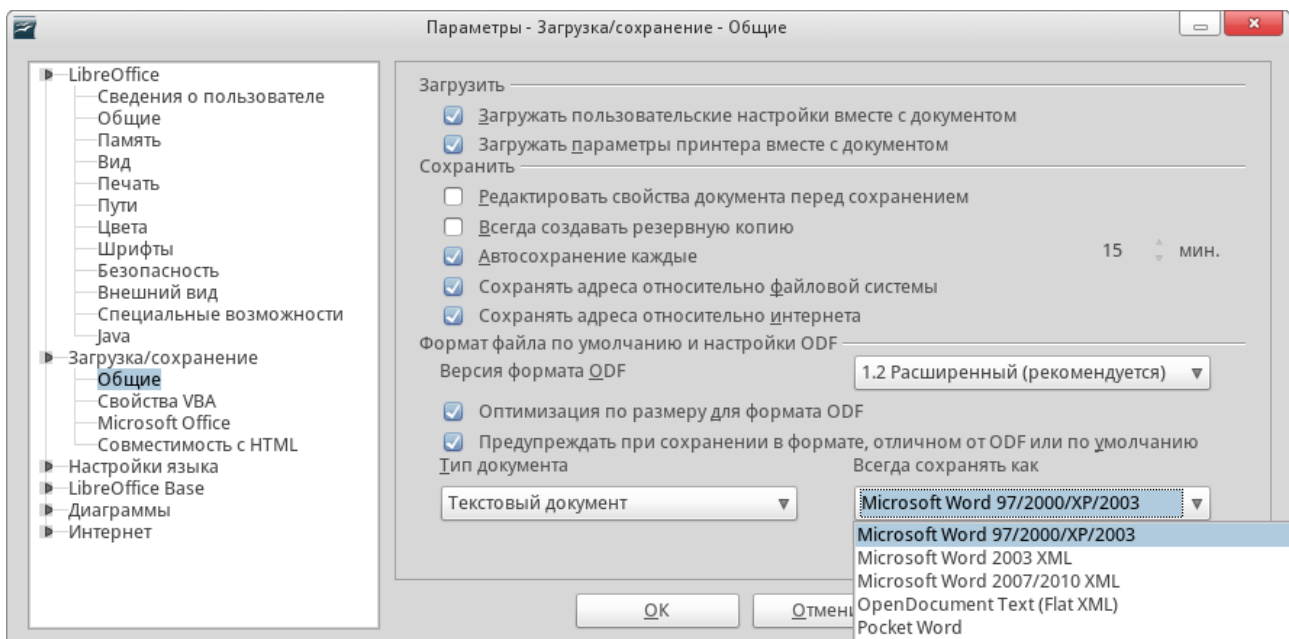 Параметры - Загрузка/сохранение - Общие
LibreOffice
Сведения о пользователе
Общие
Память
Вид
Печать
Пути
Цвета
Шрифты
Безопасность
Внешний вид
Специальные возможности
Java
Загрузка/сохранение
Общие
Свойства VBA
Microsoft Office
Совместимость с HTML
Настройки языка
LibreOffice Base
Диаграммы
Интернет
Загрузить
Загружать пользовательские настройки вместе с документом
Загружать параметры принтера вместе с документом
Сохранить
Редактировать свойства документа перед сохранением
Всегда создавать резервную копию
Автосохранение каждые 15 мин.
Сохранять адреса относительно файловой системы
Сохранять адреса относительно интернета
Формат файла по умолчанию и настройки ODF
Версия формата ODF 1.2 Расширенный (рекомендуется)
Оптимизация по размеру для формата ODF
Предупреждать при сохранении в формате, отличном от ODF или по умолчанию
Тип документа Всегда сохранять как
Текстовый документ Microsoft Word 97/2000/XP/2003
Microsoft Word 97/2000/XP/2003
Microsoft Word 2003 XML
Microsoft Word 2007/2010 XML
OpenDocument Text (Flat XML)
Pocket Word
OK Отмени